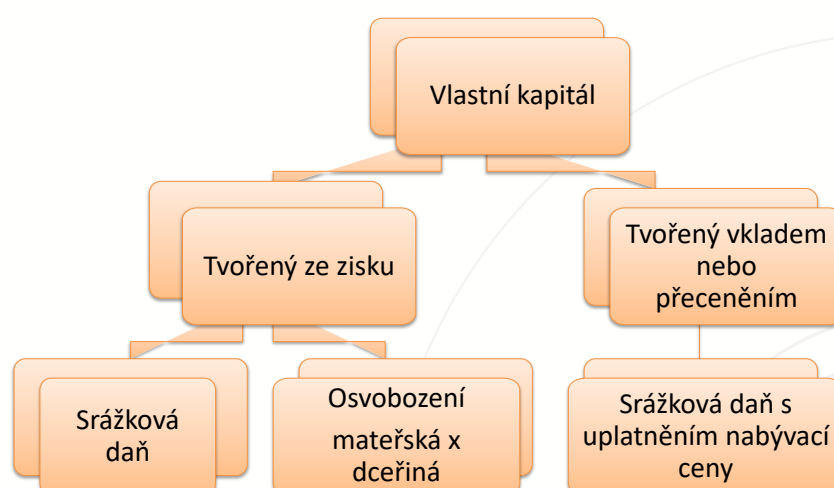 Vlastní kapitál
Tvořený ze zisku
Tvořený vkladem
nebo
přeceněním
Srážková
daň
Osvobození
mateřská x
dceřiná
Srážková daň s
uplatněním nabývací
ceny